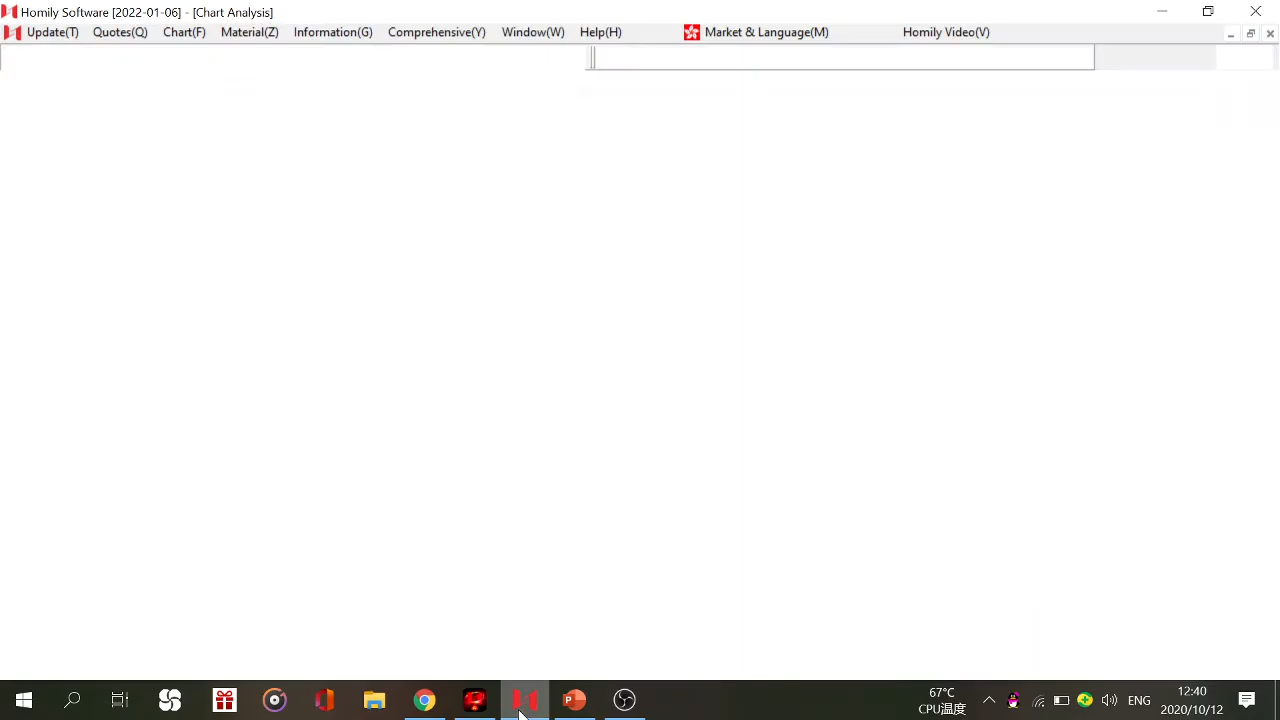 Homily Software [2022-01-06] - [Chart Analysis]
Update(T) Quotes(Q) Chart(F) Material(Z) Information(G) Comprehensive(Y) Window(W) Help(H) Market & Language(M) Homily Video(V)
67°C
CPU温度
ENG
12:40
2020/10/12